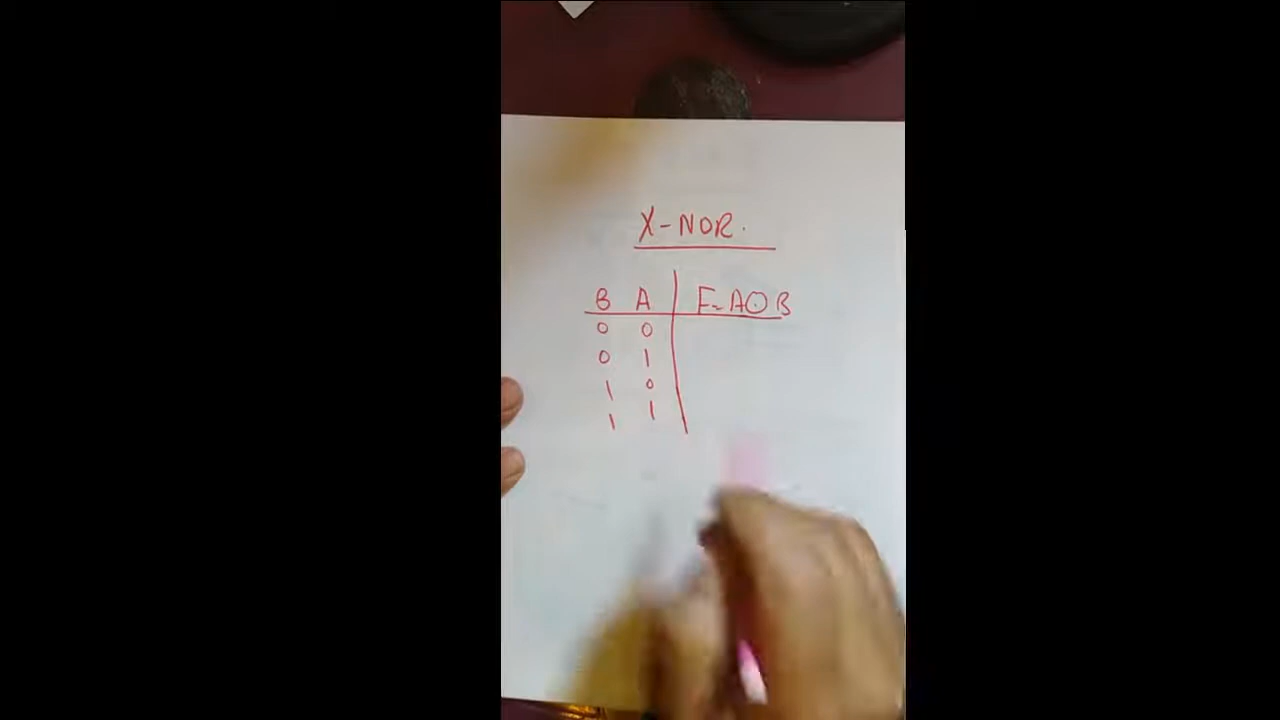 X-NOR.
B A F=A⊙B
0 0
0 1
1 0
1 1